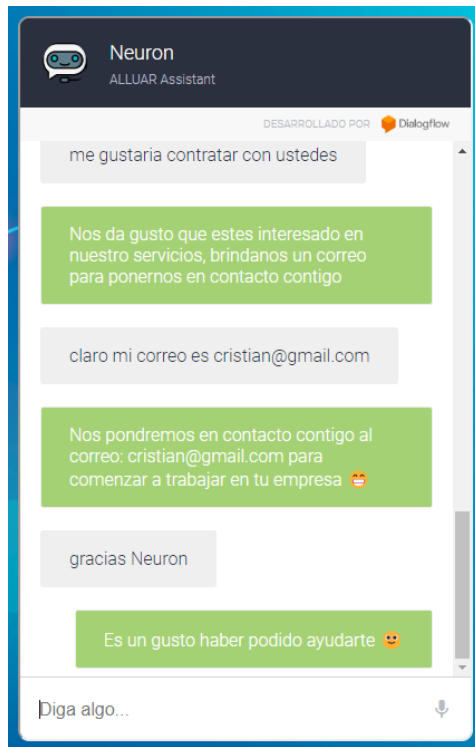 Neuron
ALLUAR Assistant
DESARROLLADO POR Dialogflow
me gustaria contratar con ustedes
Nos da gusto que estes interesado en
nuestro servicios, brindanos un correo
para ponernos en contacto contigo
claro mi correo es cristian@gmail.com
Nos pondremos en contacto contigo al
correo: cristian@gmail.com para
comenzar a trabajar en tu empresa 😁
gracias Neuron
Es un gusto haber podido ayudarte 🙂
Diga algo...